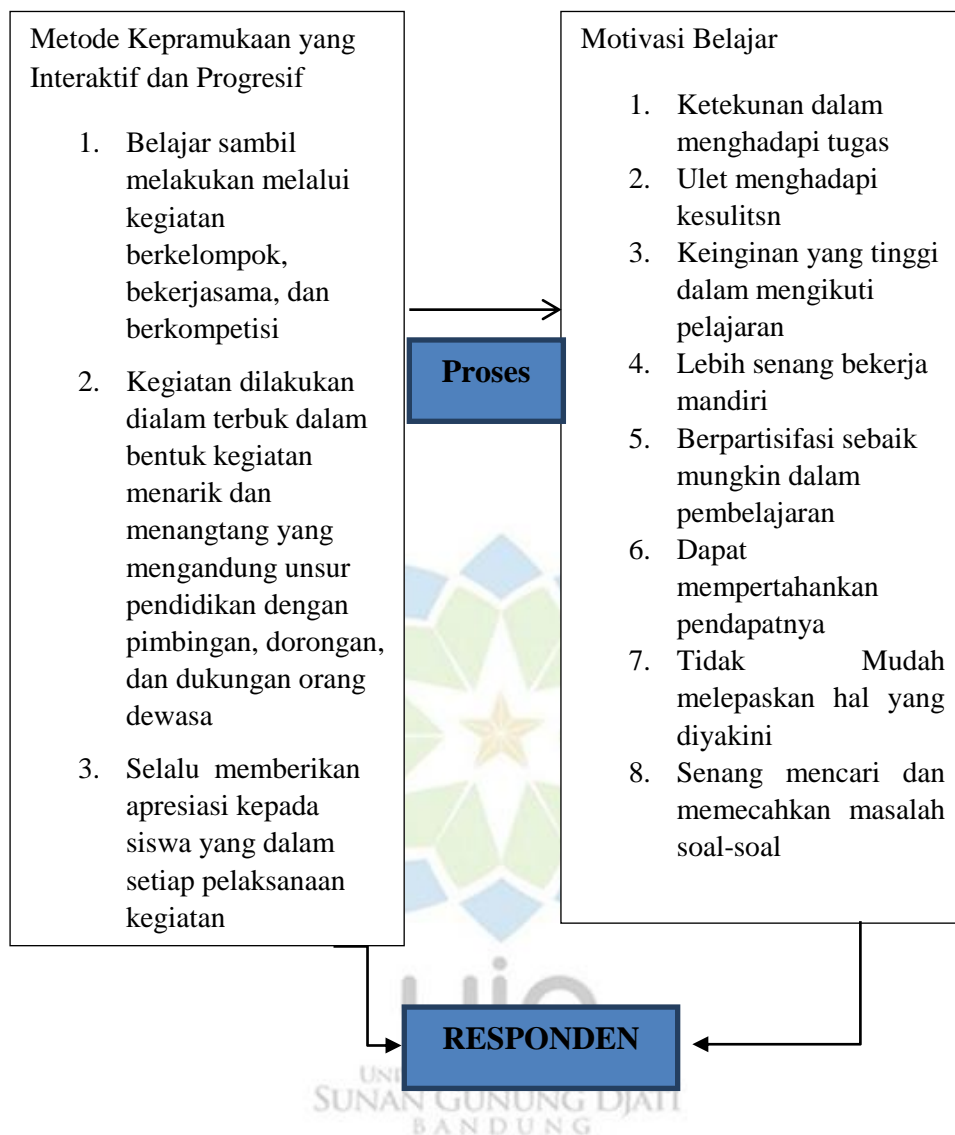 Metode Kepramukaan yang
Interaktif dan Progresif
1. Belajar sambil
melakukan melalui
kegiatan
berkelompok,
bekerjasama, dan
berkompetisi
2. Kegiatan dilakukan
dialam terbuk dalam
bentuk kegiatan
menarik dan
menangtang yang
mengandung unsur
pendidikan dengan
pimbingan, dorongan,
dan dukungan orang
dewasa
3. Selalu memberikan
apresiasi kepada
siswa yang dalam
setiap pelaksanaan
kegiatan
Proses
Motivasi Belajar
1. Ketekunan dalam
menghadapi tugas
2. Ulet menghadapi
kesulitsn
3. Keinginan yang tinggi
dalam mengikuti
pelajaran
4. Lebih senang bekerja
mandiri
5. Berpartisifasi sebaik
mungkin dalam
pembelajaran
6. Dapat
mempertahankan
pendapatnya
7. Tidak Mudah
melepaskan hal yang
diyakini
8. Senang mencari dan
memecahkan masalah
soal-soal
RESPONDEN
SUNAN GUNUNG DJATI
BANDUNG